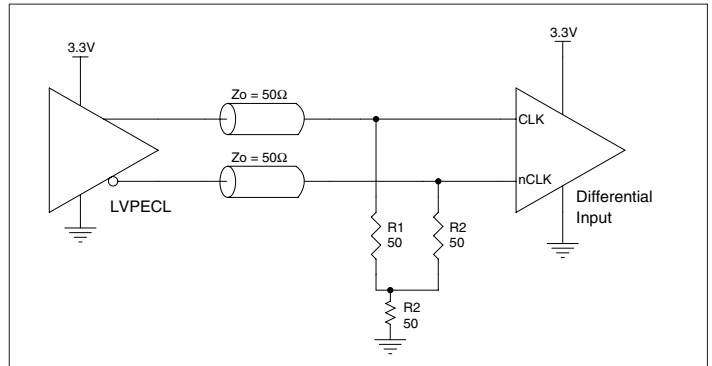 3.3V
3.3V
Zo = 50Ω
CLK
Zo = 50Ω
nCLK
LVPECL
Differential
Input
R1
50
R2
50
R2
50